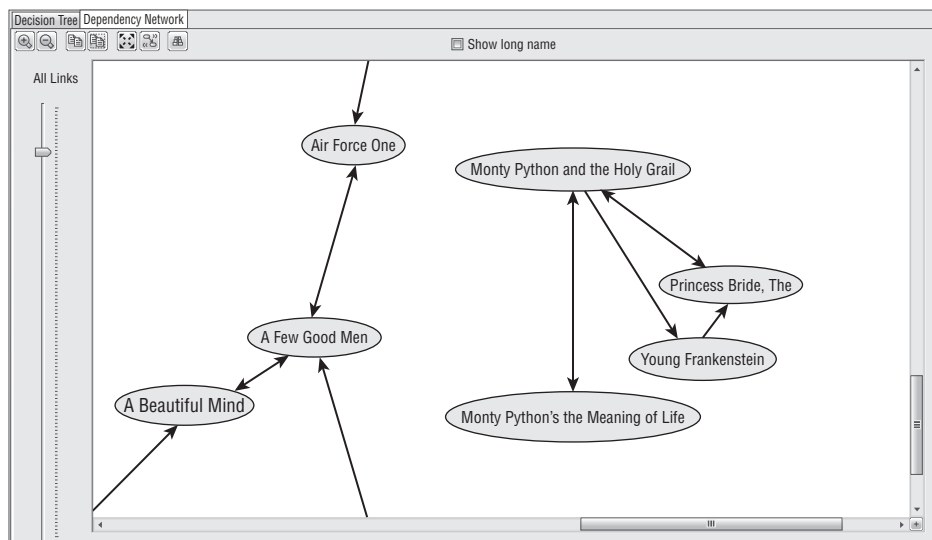 Decision Tree Dependency Network
Show long name
All Links
Air Force One
Monty Python and the Holy Grail
Princess Bride, The
A Few Good Men
Young Frankenstein
A Beautiful Mind
Monty Python’s the Meaning of Life